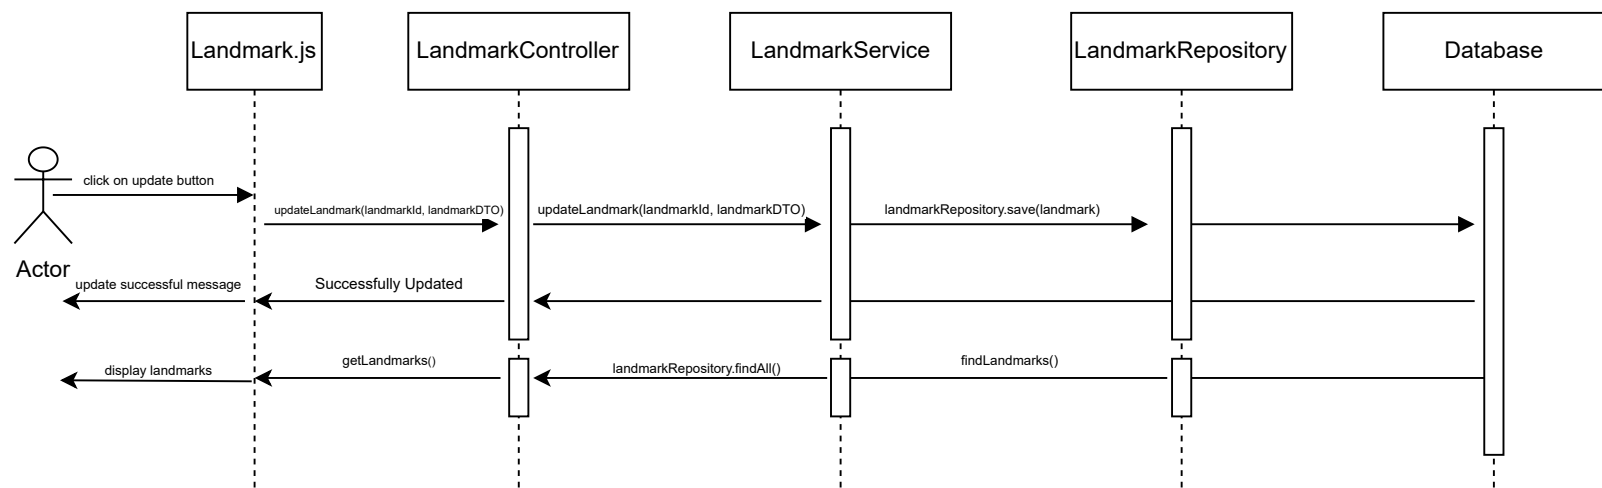 Landmark.js
LandmarkController
LandmarkService
LandmarkRepository
Database
click on update button
updateLandmark(landmarkId, landmarkDTO)
updateLandmark(landmarkId, landmarkDTO)
landmarkRepository.save(landmark)
Actor
update successful message
Successfully Updated
display landmarks
getLandmarks()
landmarkRepository.findAll()
findLandmarks()